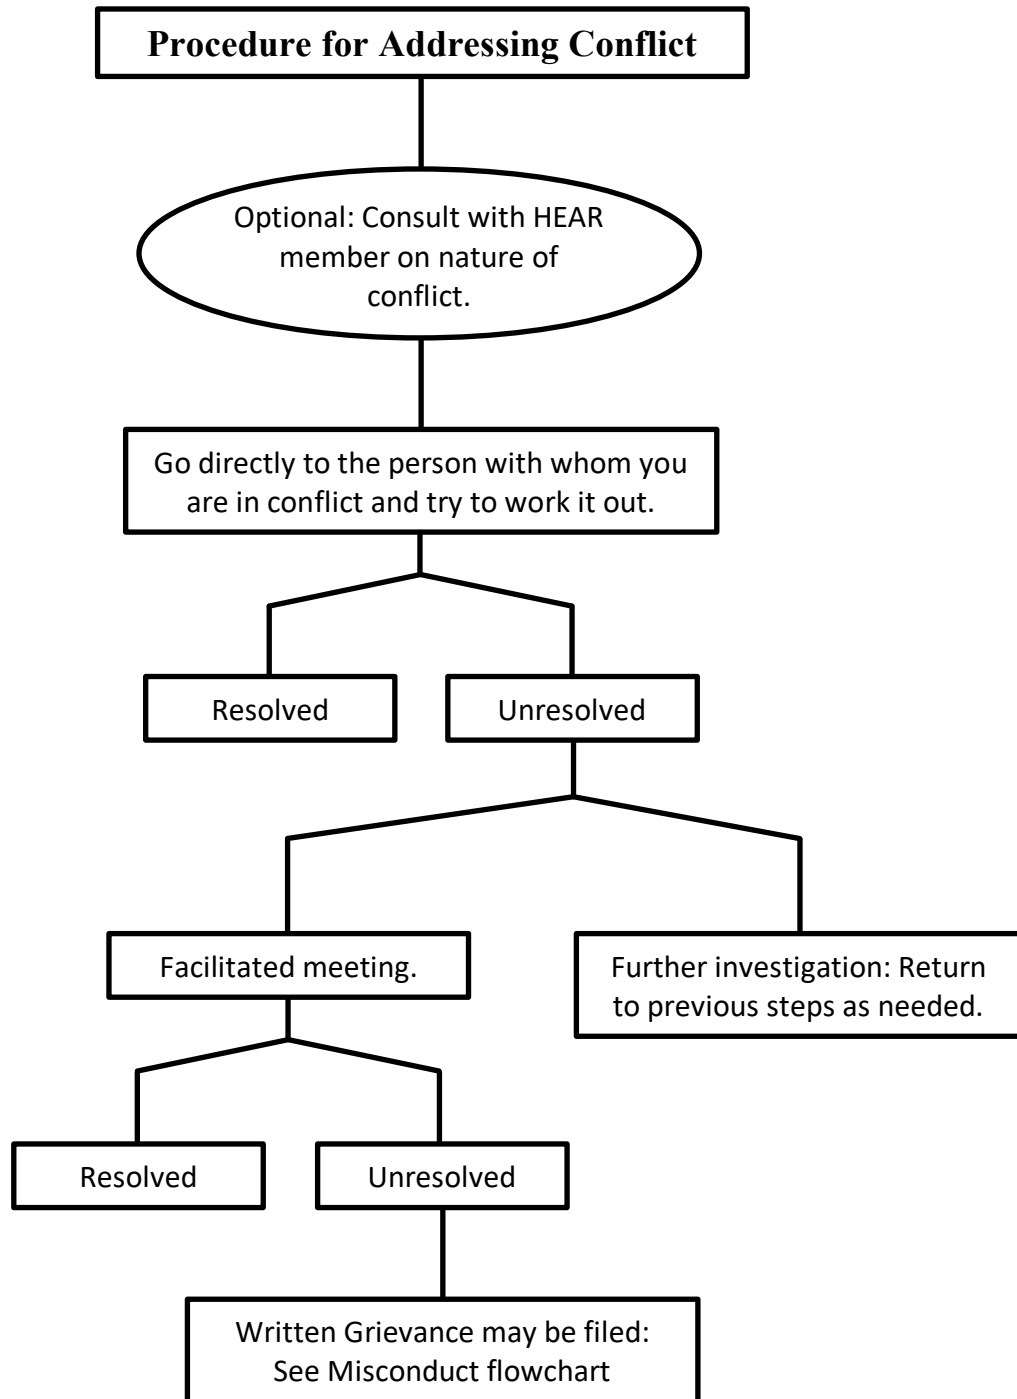 Procedure for Addressing Conflict
Optional: Consult with HEAR
member on nature of
conflict.
Go directly to the person with whom you
are in conflict and try to work it out.
Resolved
Unresolved
Facilitated meeting.
Further investigation: Return
to previous steps as needed.
Resolved
Unresolved
Written Grievance may be filed:
See Misconduct flowchart